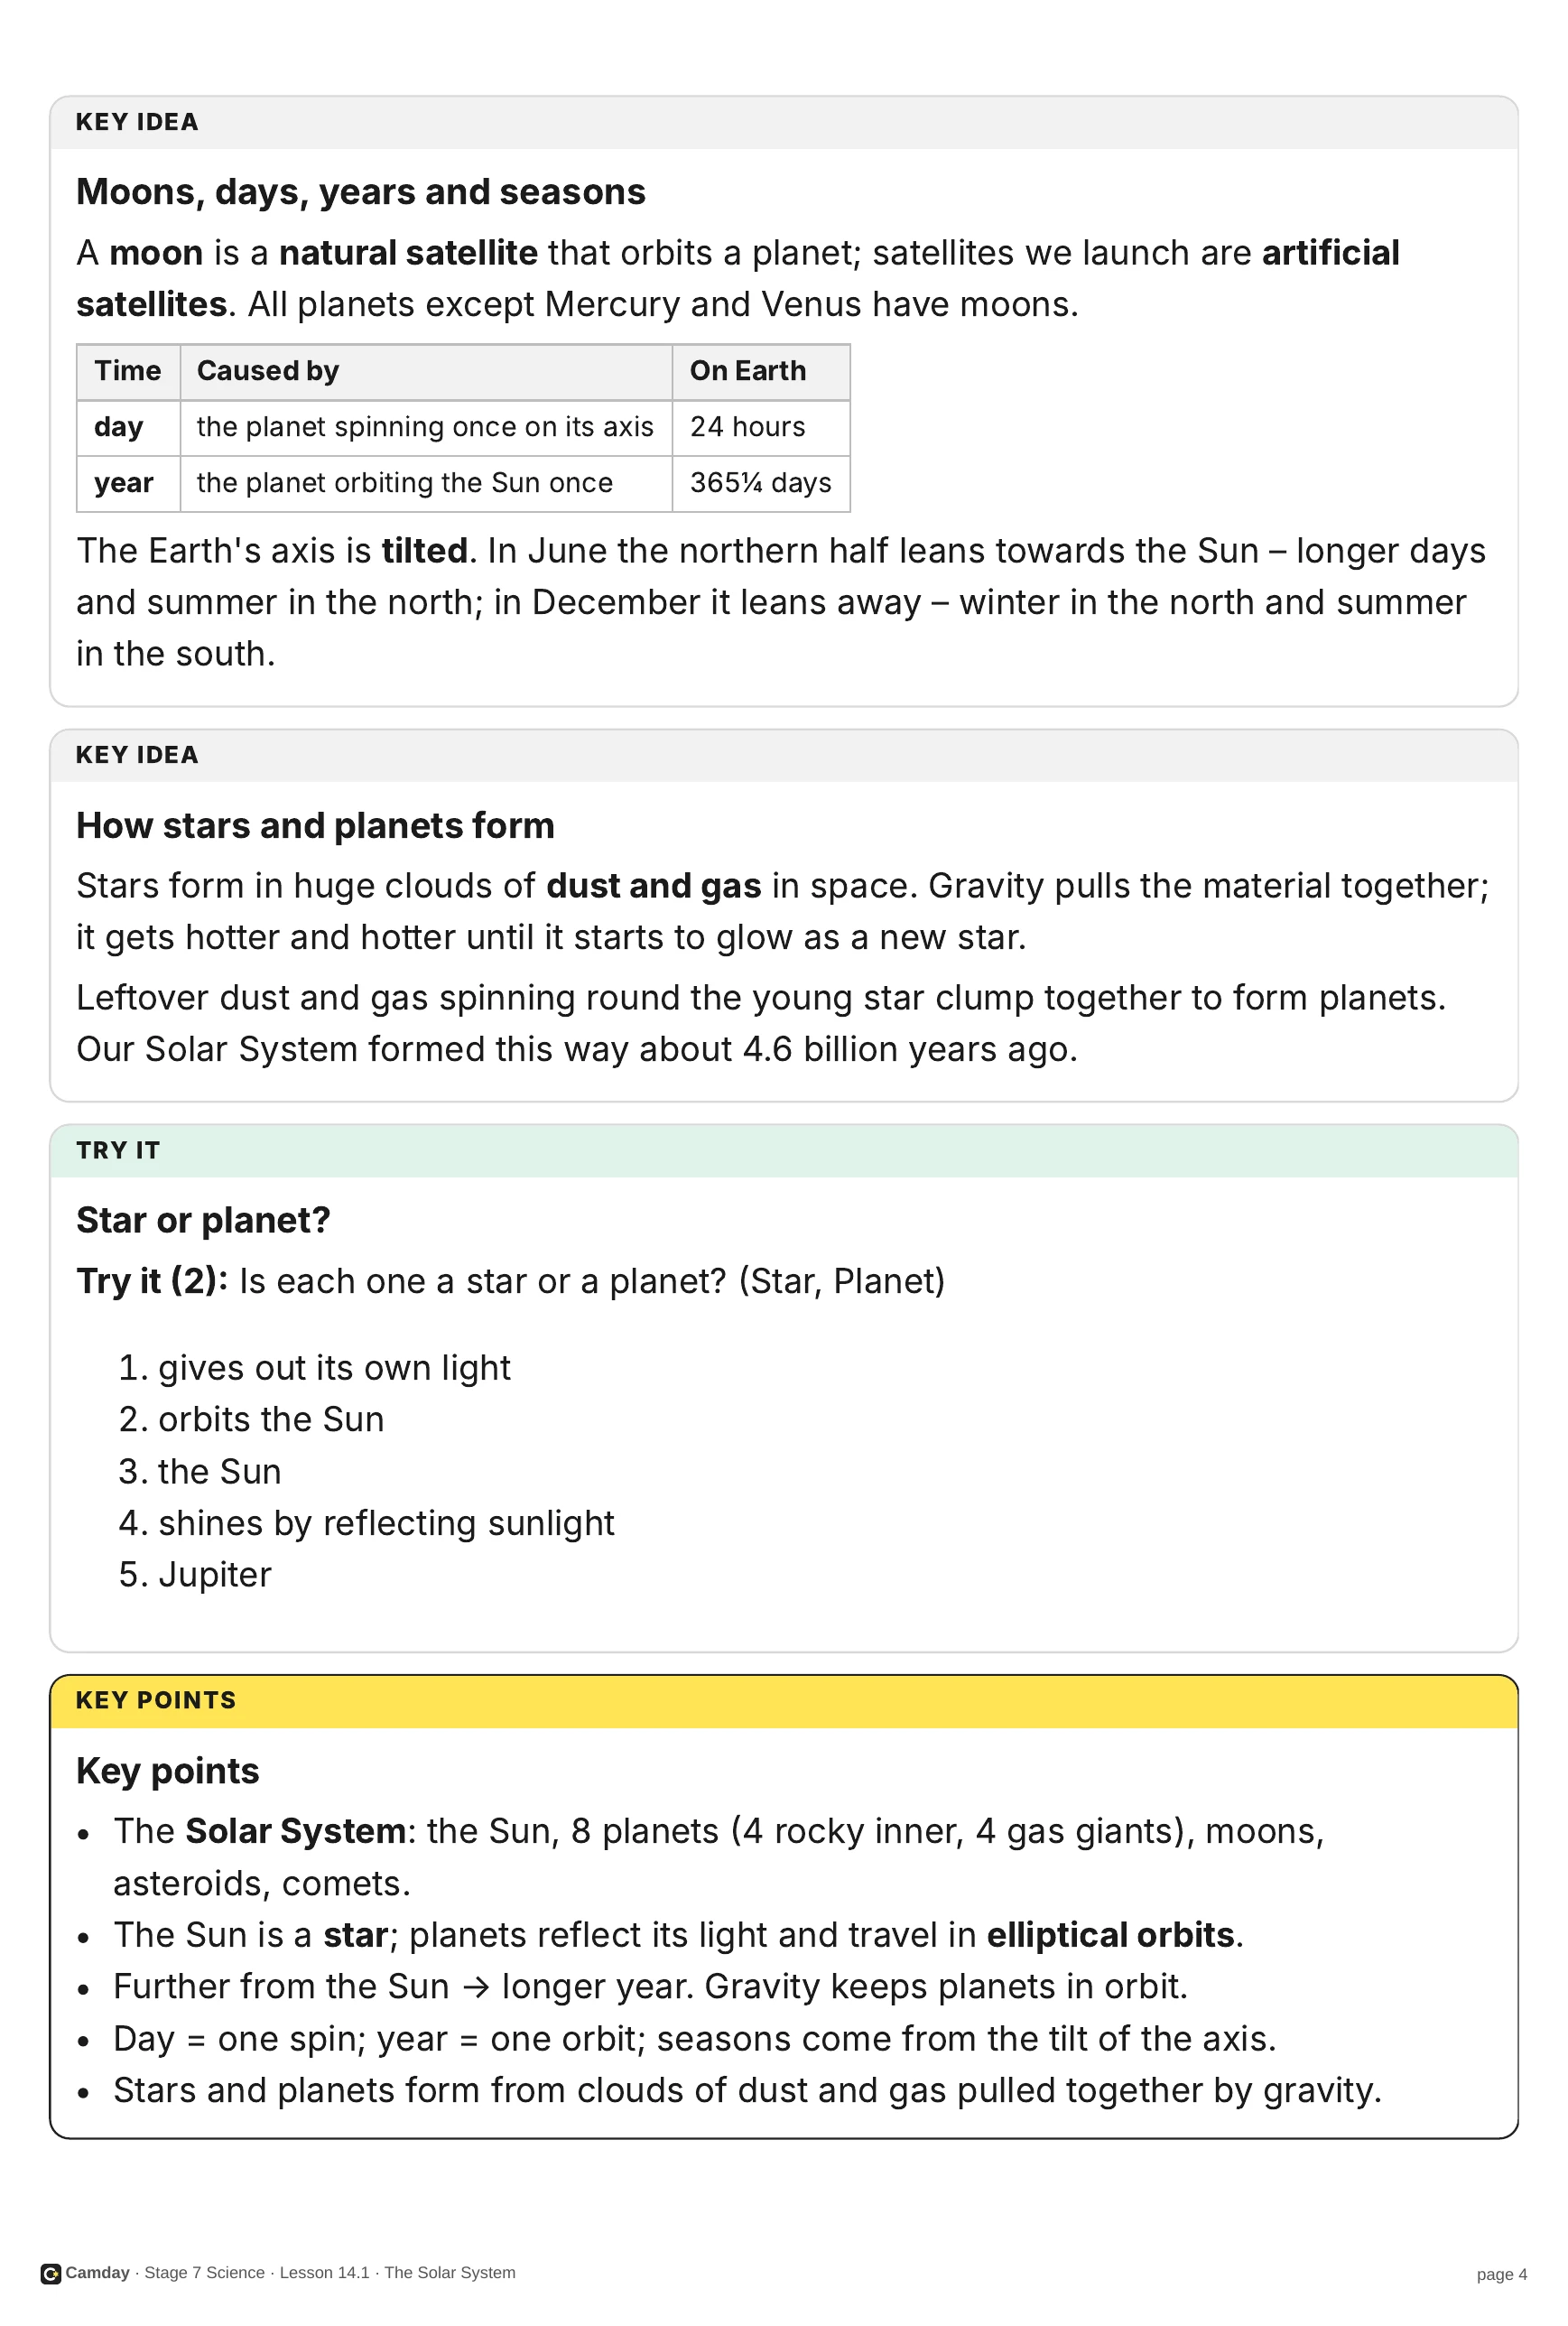 KEY IDEA
Moons, days, years and seasons
A moon is a natural satellite that orbits a planet; satellites we launch are artificial
satellites. All planets except Mercury and Venus have moons.
Time Caused by On Earth
day the planet spinning once on its axis 24 hours
year the planet orbiting the Sun once 365¼ days
The Earth's axis is tilted. In June the northern half leans towards the Sun – longer days
and summer in the north; in December it leans away – winter in the north and summer
in the south.
KEY IDEA
How stars and planets form
Stars form in huge clouds of dust and gas in space. Gravity pulls the material together;
it gets hotter and hotter until it starts to glow as a new star.
Leftover dust and gas spinning round the young star clump together to form planets.
Our Solar System formed this way about 4.6 billion years ago.
TRY IT
Star or planet?
Try it (2): Is each one a star or a planet? (Star, Planet)
1. gives out its own light
2. orbits the Sun
3. the Sun
4. shines by reflecting sunlight
5. Jupiter
KEY POINTS
Key points
• The Solar System: the Sun, 8 planets (4 rocky inner, 4 gas giants), moons,
asteroids, comets.
• The Sun is a star; planets reflect its light and travel in elliptical orbits.
• Further from the Sun → longer year. Gravity keeps planets in orbit.
• Day = one spin; year = one orbit; seasons come from the tilt of the axis.
• Stars and planets form from clouds of dust and gas pulled together by gravity.
Camday · Stage 7 Science · Lesson 14.1 · The Solar System page 4